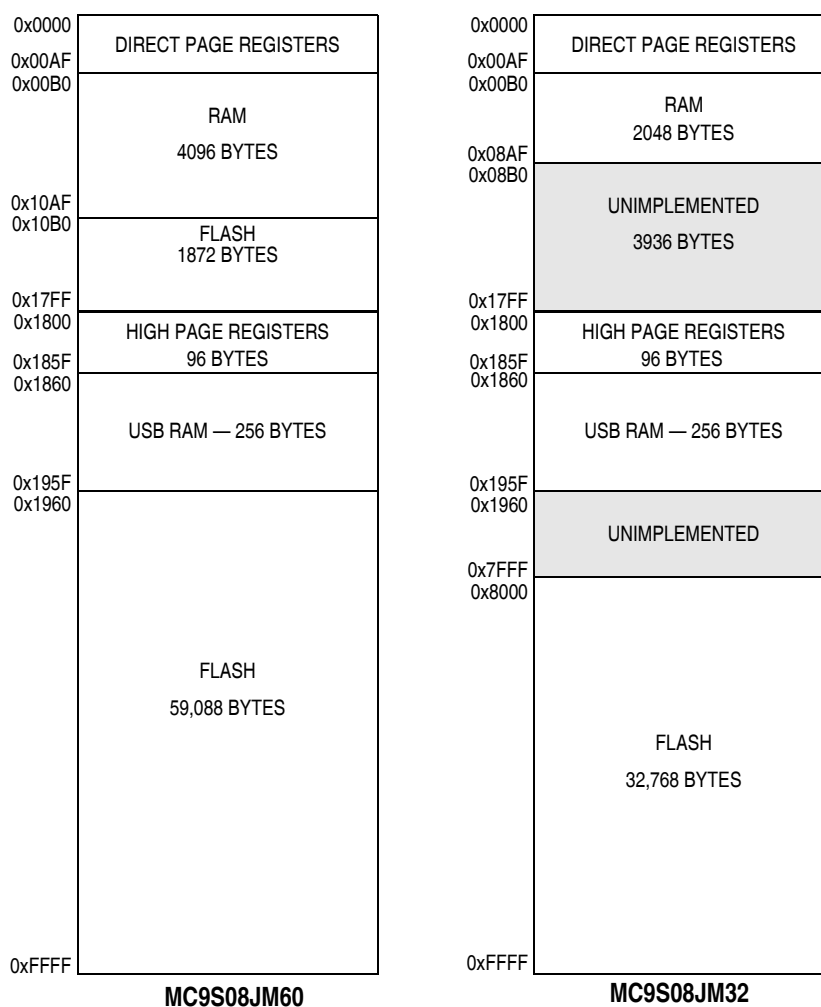 0x0000
DIRECT PAGE REGISTERS
0x00AF
0x00B0
RAM
4096 BYTES
0x10AF
0x10B0
FLASH
1872 BYTES
0x17FF
0x1800
HIGH PAGE REGISTERS
96 BYTES
0x185F
0x1860
USB RAM — 256 BYTES
0x195F
0x1960
FLASH
59,088 BYTES
0xFFFF
MC9S08JM60
0x0000
DIRECT PAGE REGISTERS
0x00AF
0x00B0
RAM
2048 BYTES
0x08AF
0x08B0
UNIMPLEMENTED
3936 BYTES
0x17FF
0x1800
HIGH PAGE REGISTERS
96 BYTES
0x185F
0x1860
USB RAM — 256 BYTES
0x195F
0x1960
UNIMPLEMENTED
0x7FFF
0x8000
FLASH
32,768 BYTES
0xFFFF
MC9S08JM32